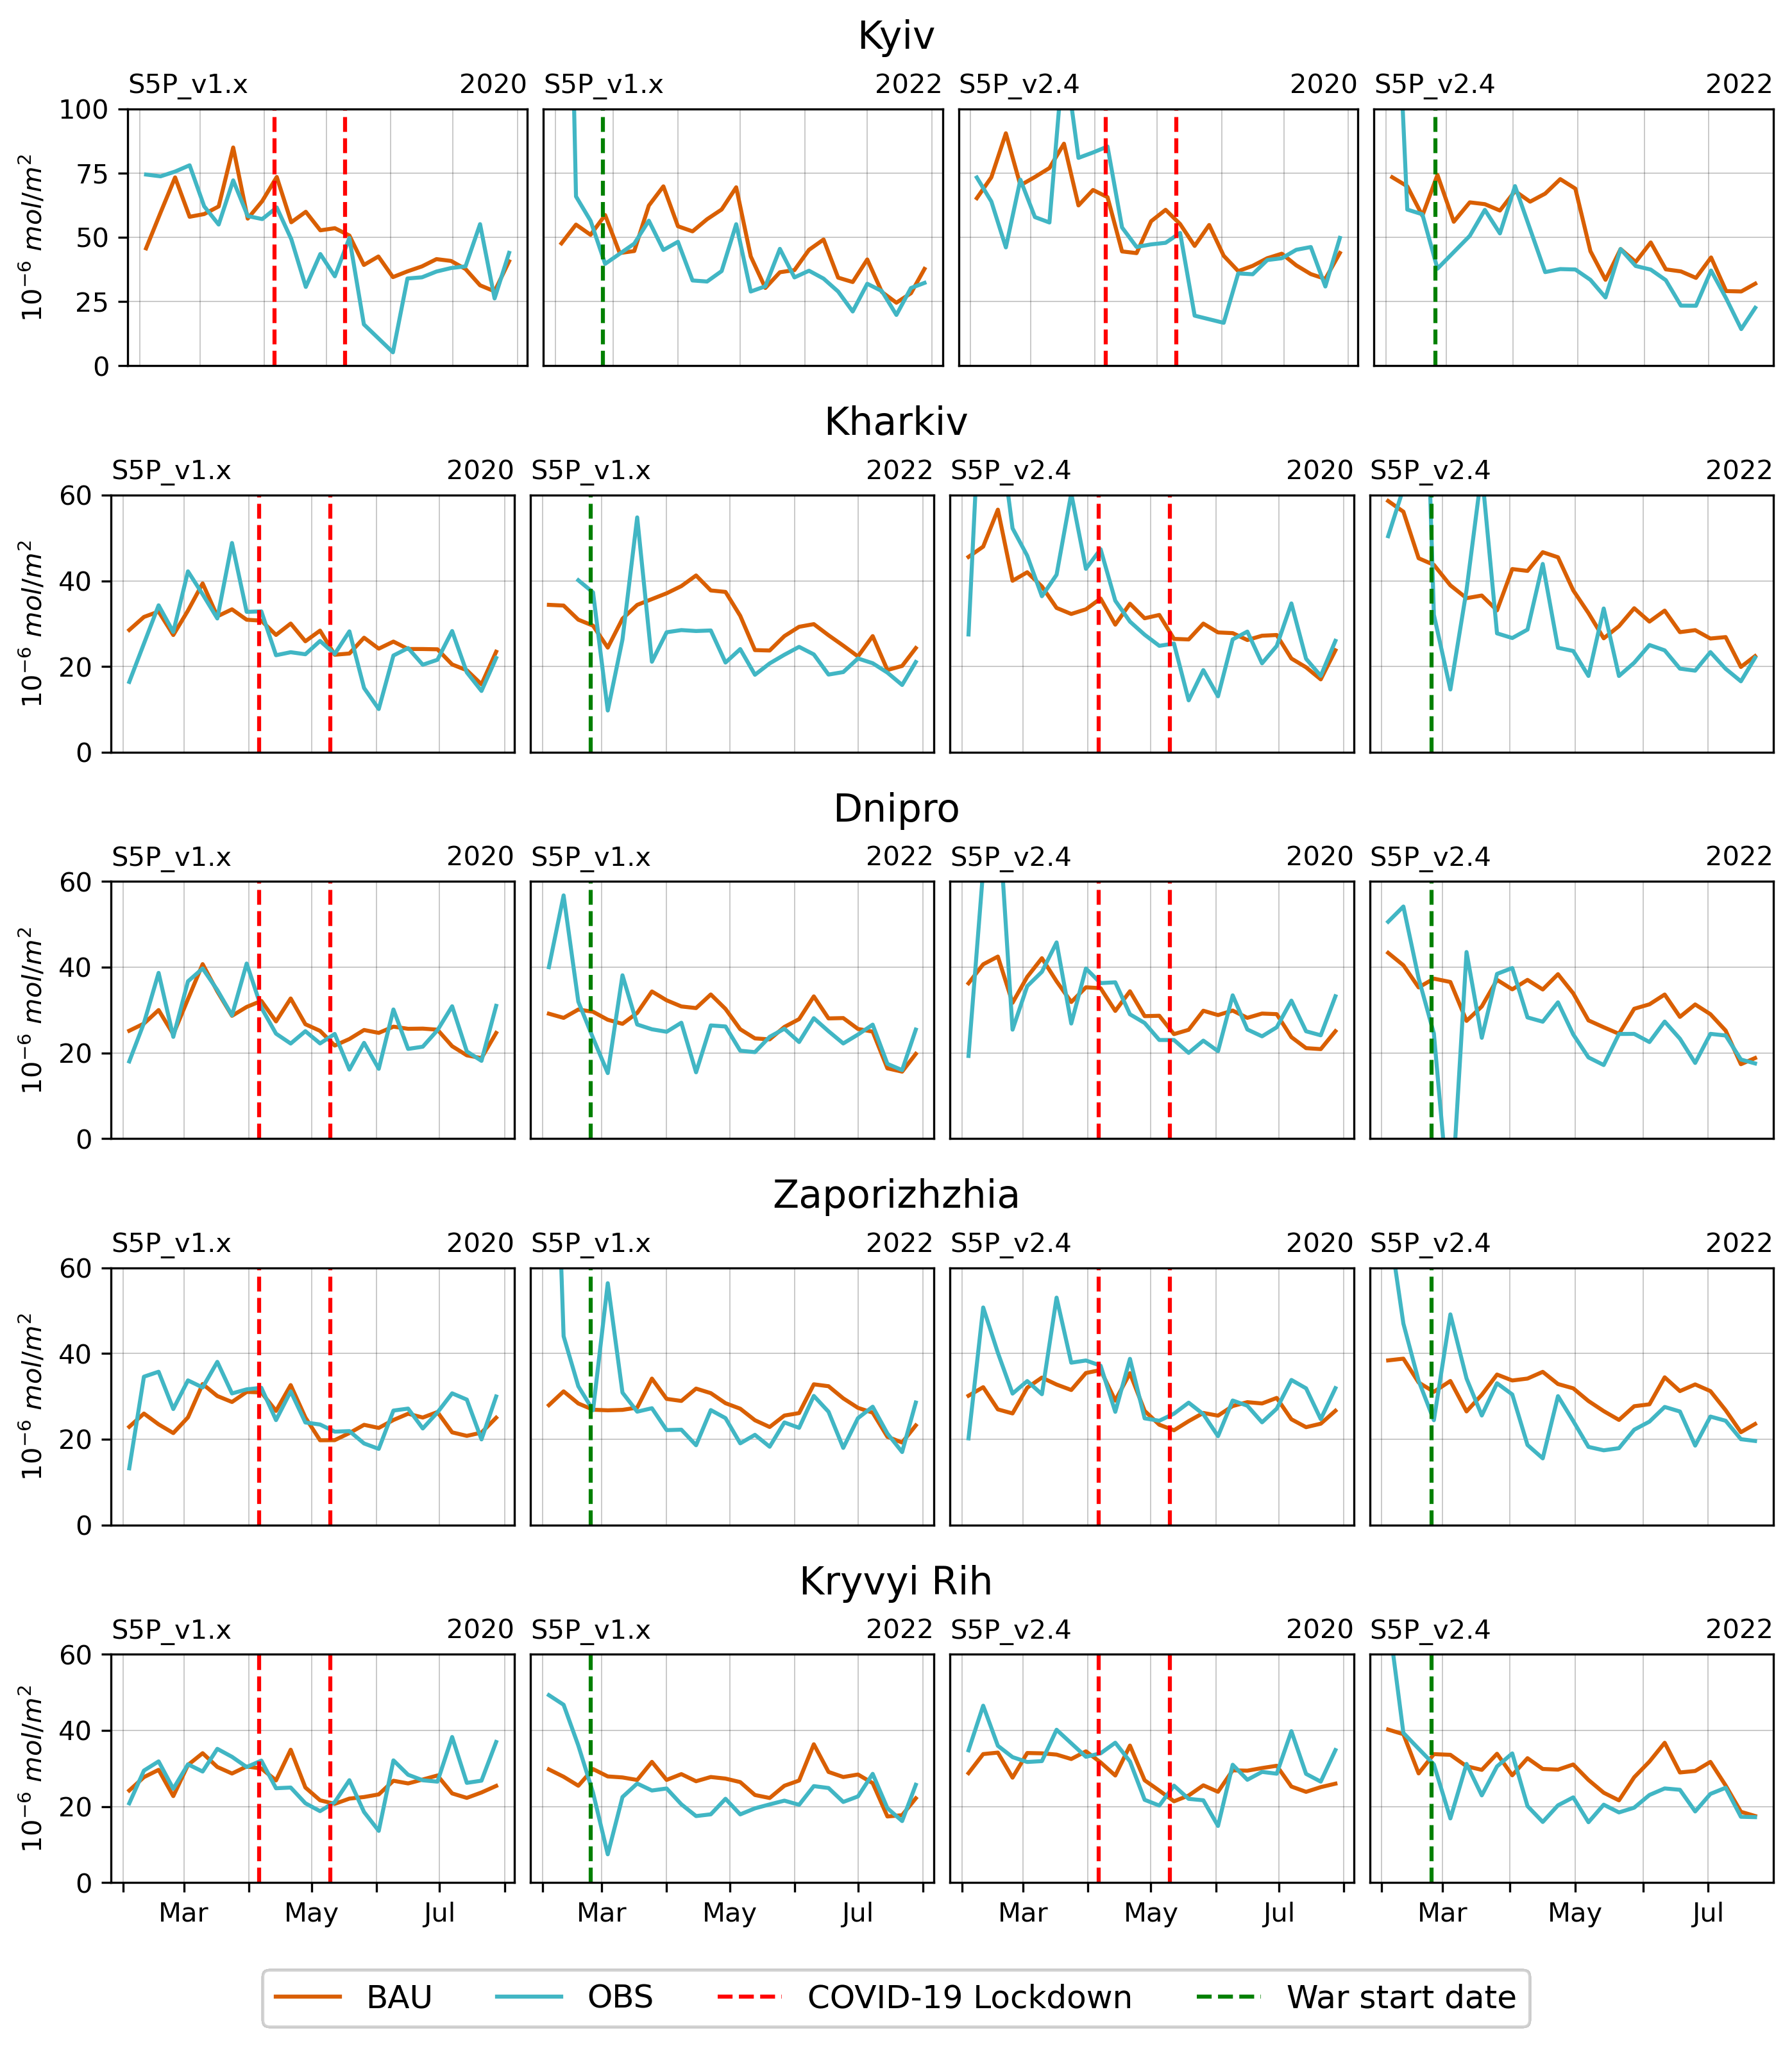 Kyiv
S5P_v1.x 2020 S5P_v1.x 2022 S5P_v2.4 2020 S5P_v2.4 2022
100
75
50
25
0
10⁻⁶ mol/m²
Kharkiv
S5P_v1.x 2020 S5P_v1.x 2022 S5P_v2.4 2020 S5P_v2.4 2022
60
40
20
0
10⁻⁶ mol/m²
Dnipro
S5P_v1.x 2020 S5P_v1.x 2022 S5P_v2.4 2020 S5P_v2.4 2022
60
40
20
0
10⁻⁶ mol/m²
Zaporizhzhia
S5P_v1.x 2020 S5P_v1.x 2022 S5P_v2.4 2020 S5P_v2.4 2022
60
40
20
0
10⁻⁶ mol/m²
Kryvyi Rih
S5P_v1.x 2020 S5P_v1.x 2022 S5P_v2.4 2020 S5P_v2.4 2022
60
40
20
0
10⁻⁶ mol/m²
Mar May Jul Mar May Jul Mar May Jul Mar May Jul
BAU OBS COVID-19 Lockdown War start date